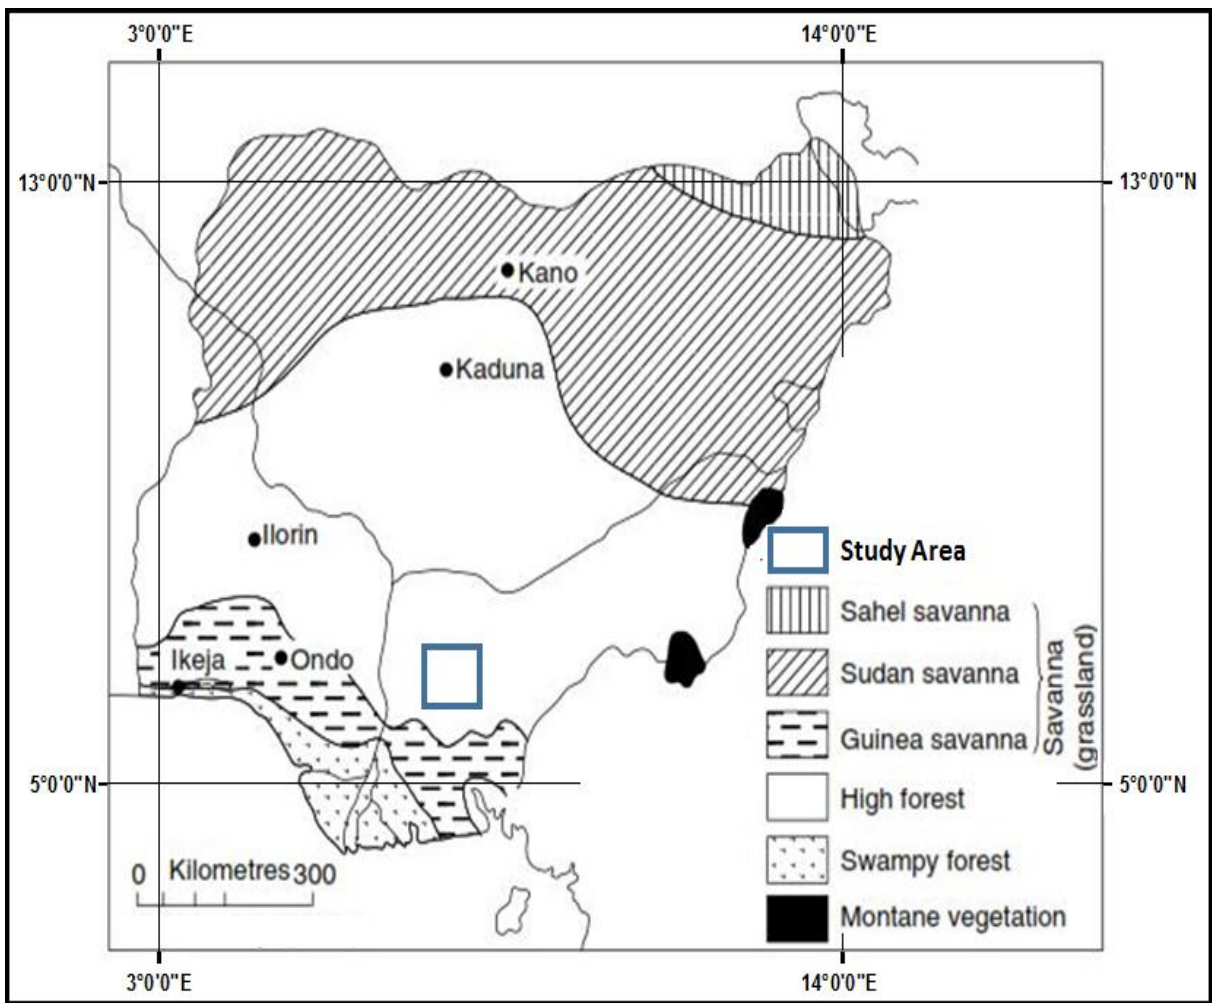 3°0'0"E 14°0'0"E
13°0'0"N 13°0'0"N
Kano
Kaduna
Ilorin
Ikeja
Ondo
Study Area
Sahel savanna
Sudan savanna
Guinea savanna
Savanna
(grassland)
5°0'0"N 5°0'0"N
High forest
Swampy forest
Montane vegetation
0 Kilometres 300
3°0'0"E 14°0'0"E